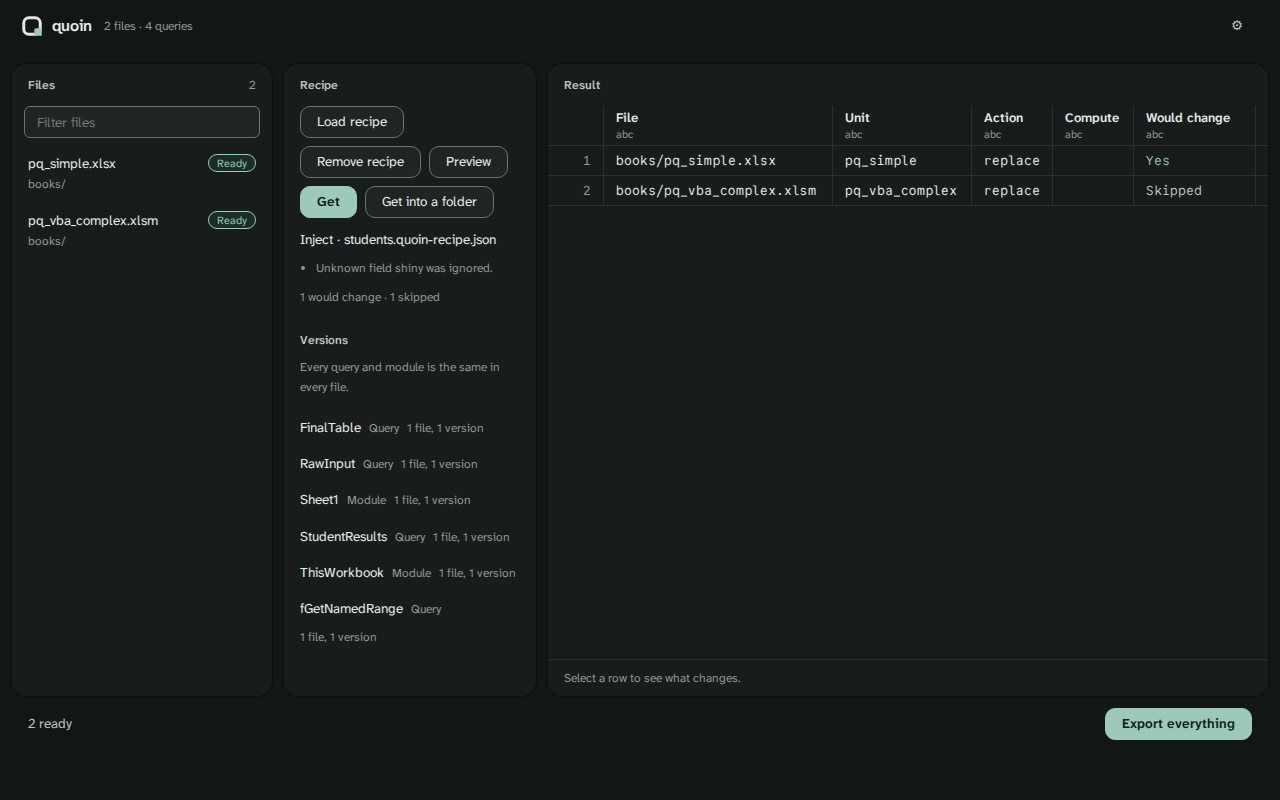 quoin 2 files · 4 queries
⚙
Files 2
Filter files
pq_simple.xlsx Ready
books/
pq_vba_complex.xlsm Ready
books/
Recipe
Load recipe
Remove recipe Preview
Get Get into a folder
Inject · students.quoin-recipe.json
• Unknown field shiny was ignored.
1 would change · 1 skipped
Versions
Every query and module is the same in
every file.
FinalTable Query 1 file, 1 version
RawInput Query 1 file, 1 version
Sheet1 Module 1 file, 1 version
StudentResults Query 1 file, 1 version
ThisWorkbook Module 1 file, 1 version
fGetNamedRange Query
1 file, 1 version
Result
File Unit Action Compute Would change
abc abc abc abc abc
1 books/pq_simple.xlsx pq_simple replace Yes
2 books/pq_vba_complex.xlsm pq_vba_complex replace Skipped
Select a row to see what changes.
2 ready
Export everything